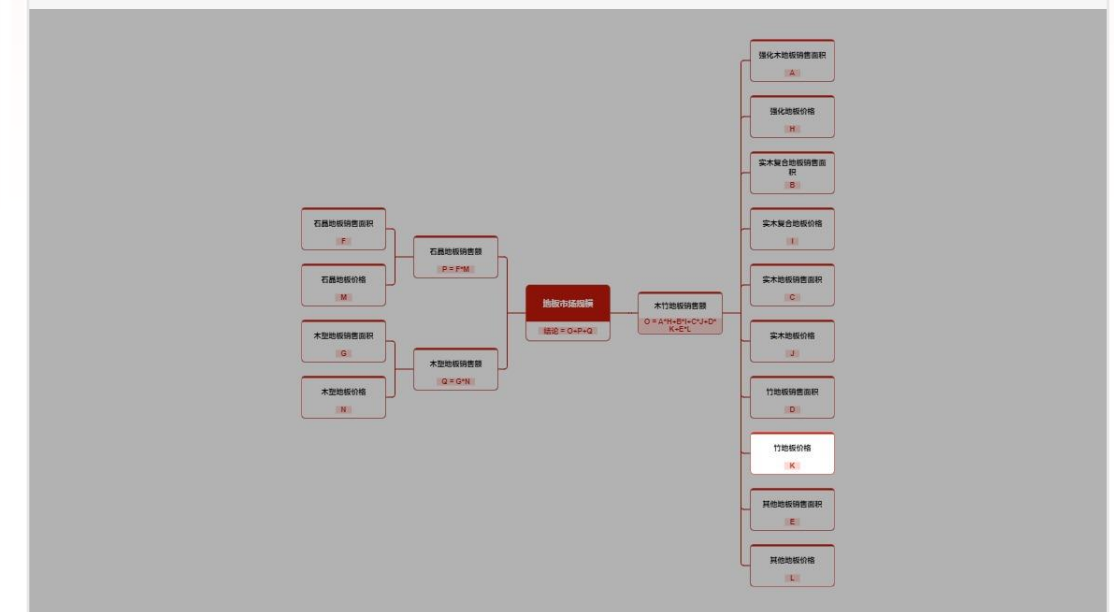 强化木地板销售面积
A
强化地板价格
H
实木复合地板销售面
积
B
实木复合地板价格
I
实木地板销售面积
C
实木地板价格
J
竹地板销售面积
D
竹地板价格
K
其他地板销售面积
E
其他地板价格
L
木竹地板销售额
O = A*H+B*I+C*J+D*
K+E*L
地板市场规模
结论 = O+P+Q
石晶地板销售额
P = F*M
木塑地板销售额
Q = G*N
石晶地板销售面积
F
石晶地板价格
M
木塑地板销售面积
G
木塑地板价格
N